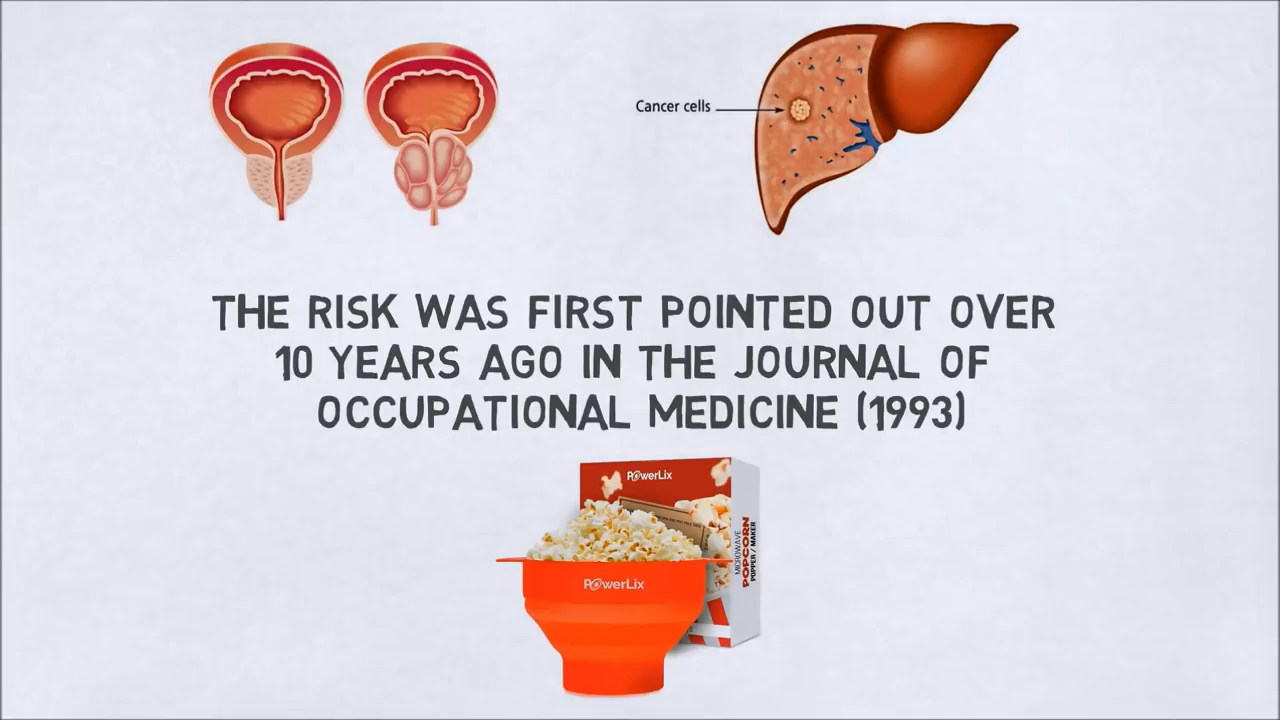 Cancer cells
THE RISK WAS FIRST POINTED OUT OVER
10 YEARS AGO IN THE JOURNAL OF
OCCUPATIONAL MEDICINE (1993)
PowerLix
MICROWAVE
POPCORN
POPPER / MAKER
PowerLix